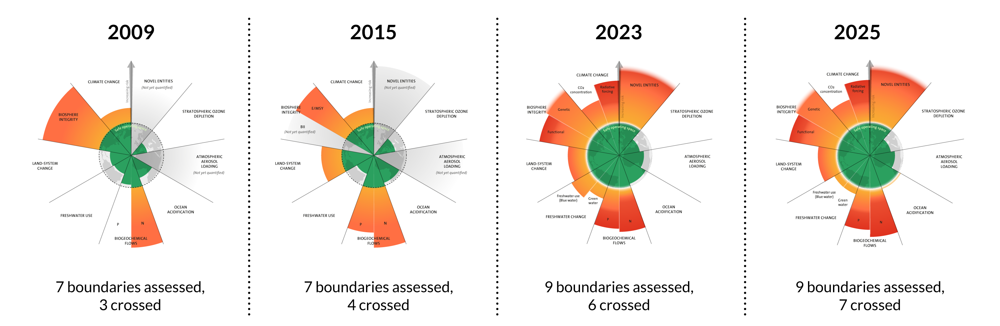 2009
CLIMATE CHANGE
Increasing risk
NOVEL ENTITIES
(Not yet quantified)
STRATOSPHERIC OZONE
DEPLETION
BIOSPHERE
INTEGRITY
Safe operating space
ATMOSPHERIC
AEROSOL
LOADING
(Not yet quantified)
LAND-SYSTEM
CHANGE
OCEAN
ACIDIFICATION
FRESHWATER USE
P
N
BIOGEOCHEMICAL
FLOWS
7 boundaries assessed,
3 crossed
2015
CLIMATE CHANGE
Increasing risk
NOVEL ENTITIES
(Not yet quantified)
BIOSPHERE
INTEGRITY
E/MSY
STRATOSPHERIC OZONE
DEPLETION
BII
(Not yet quantified)
Safe operating space
ATMOSPHERIC
AEROSOL
LOADING
(Not yet quantified)
LAND-SYSTEM
CHANGE
OCEAN
ACIDIFICATION
FRESHWATER USE
P
N
BIOGEOCHEMICAL
FLOWS
7 boundaries assessed,
4 crossed
2023
CLIMATE CHANGE
CO2
concentration
Radiative
forcing
Increasing risk
NOVEL ENTITIES
BIOSPHERE
INTEGRITY
Genetic
STRATOSPHERIC OZONE
DEPLETION
Functional
Safe operating space
ATMOSPHERIC
AEROSOL
LOADING
LAND-SYSTEM
CHANGE
Freshwater use
(Blue water)
Green
water
OCEAN
ACIDIFICATION
FRESHWATER CHANGE
P
N
BIOGEOCHEMICAL
FLOWS
9 boundaries assessed,
6 crossed
2025
CLIMATE CHANGE
CO2
concentration
Radiative
forcing
Increasing risk
NOVEL ENTITIES
BIOSPHERE
INTEGRITY
Genetic
STRATOSPHERIC OZONE
DEPLETION
Functional
Safe operating space
ATMOSPHERIC
AEROSOL
LOADING
LAND-SYSTEM
CHANGE
Freshwater use
(Blue water)
Green
water
OCEAN
ACIDIFICATION
FRESHWATER CHANGE
P
N
BIOGEOCHEMICAL
FLOWS
9 boundaries assessed,
7 crossed